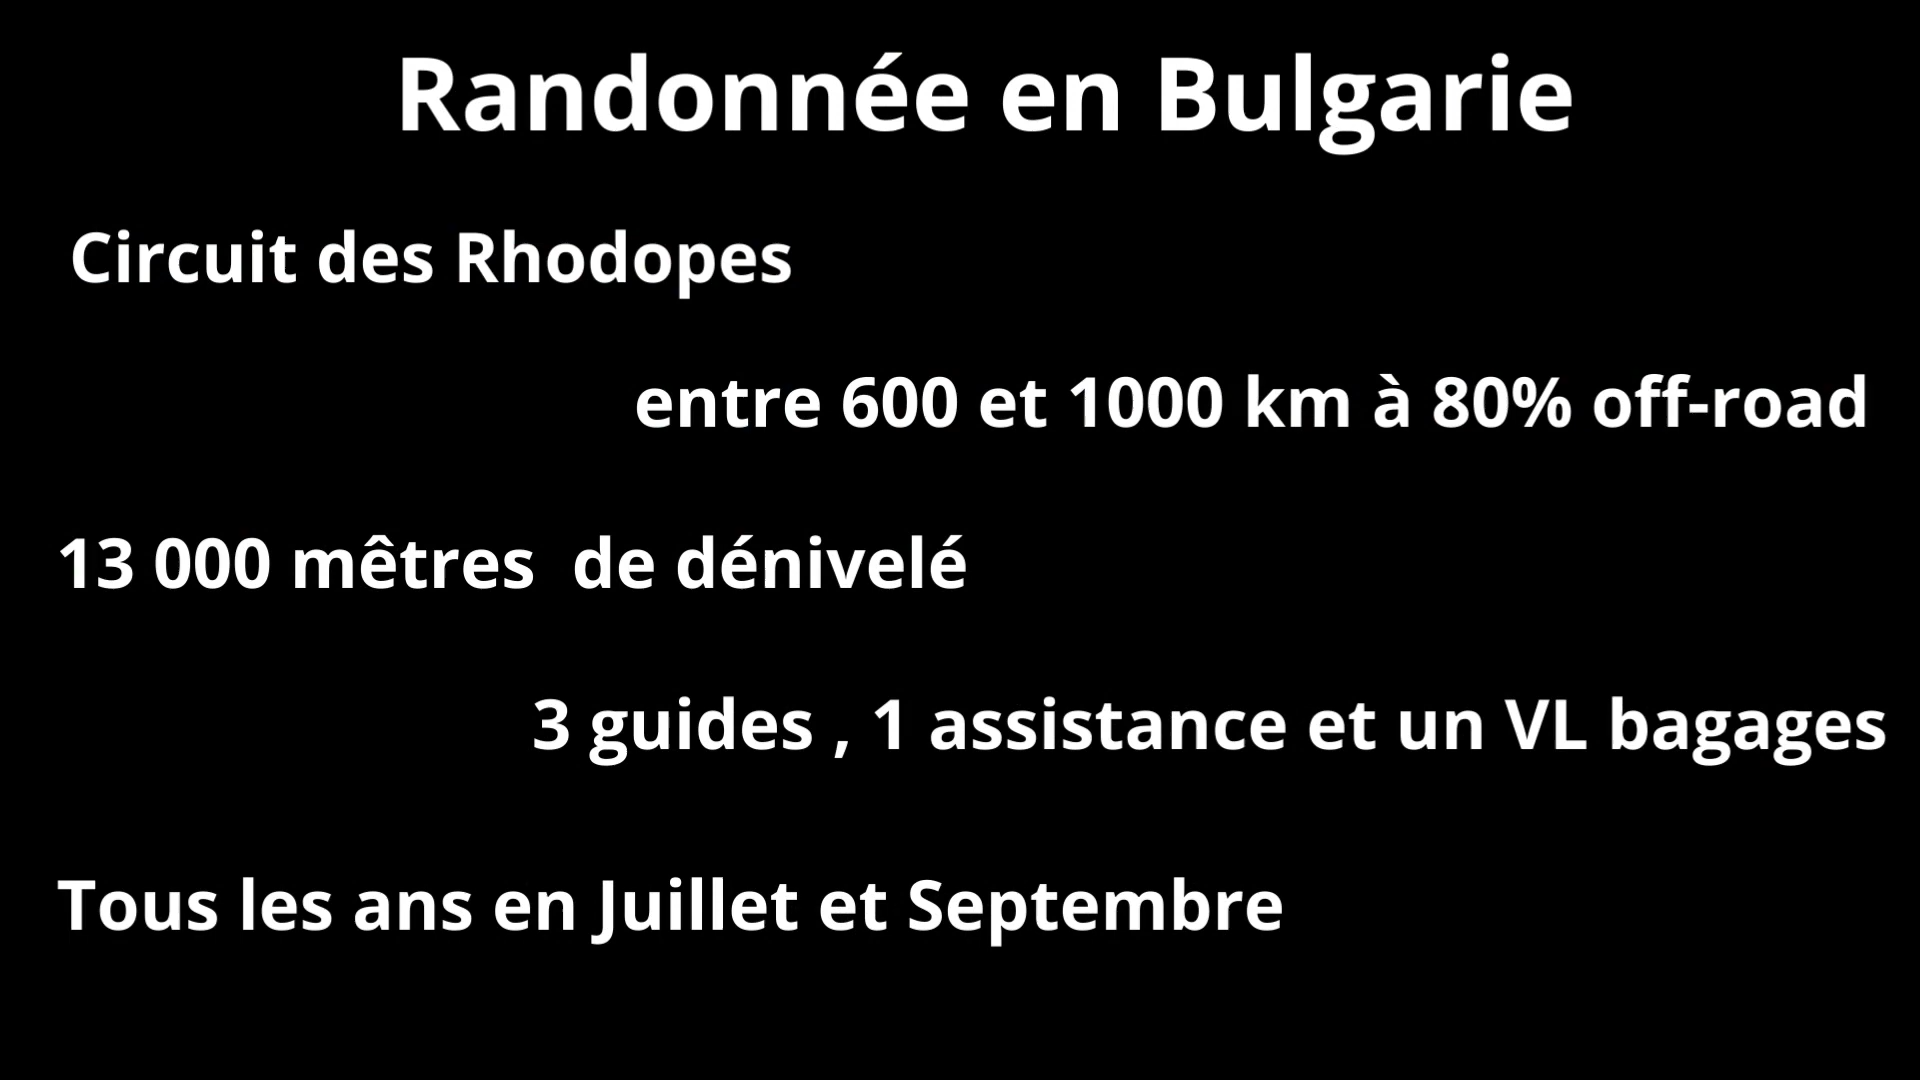 Randonnée en Bulgarie
Circuit des Rhodopes
entre 600 et 1000 km à 80% off-road
13 000 mêtres  de dénivelé
3 guides , 1 assistance et un VL bagages
Tous les ans en Juillet et Septembre